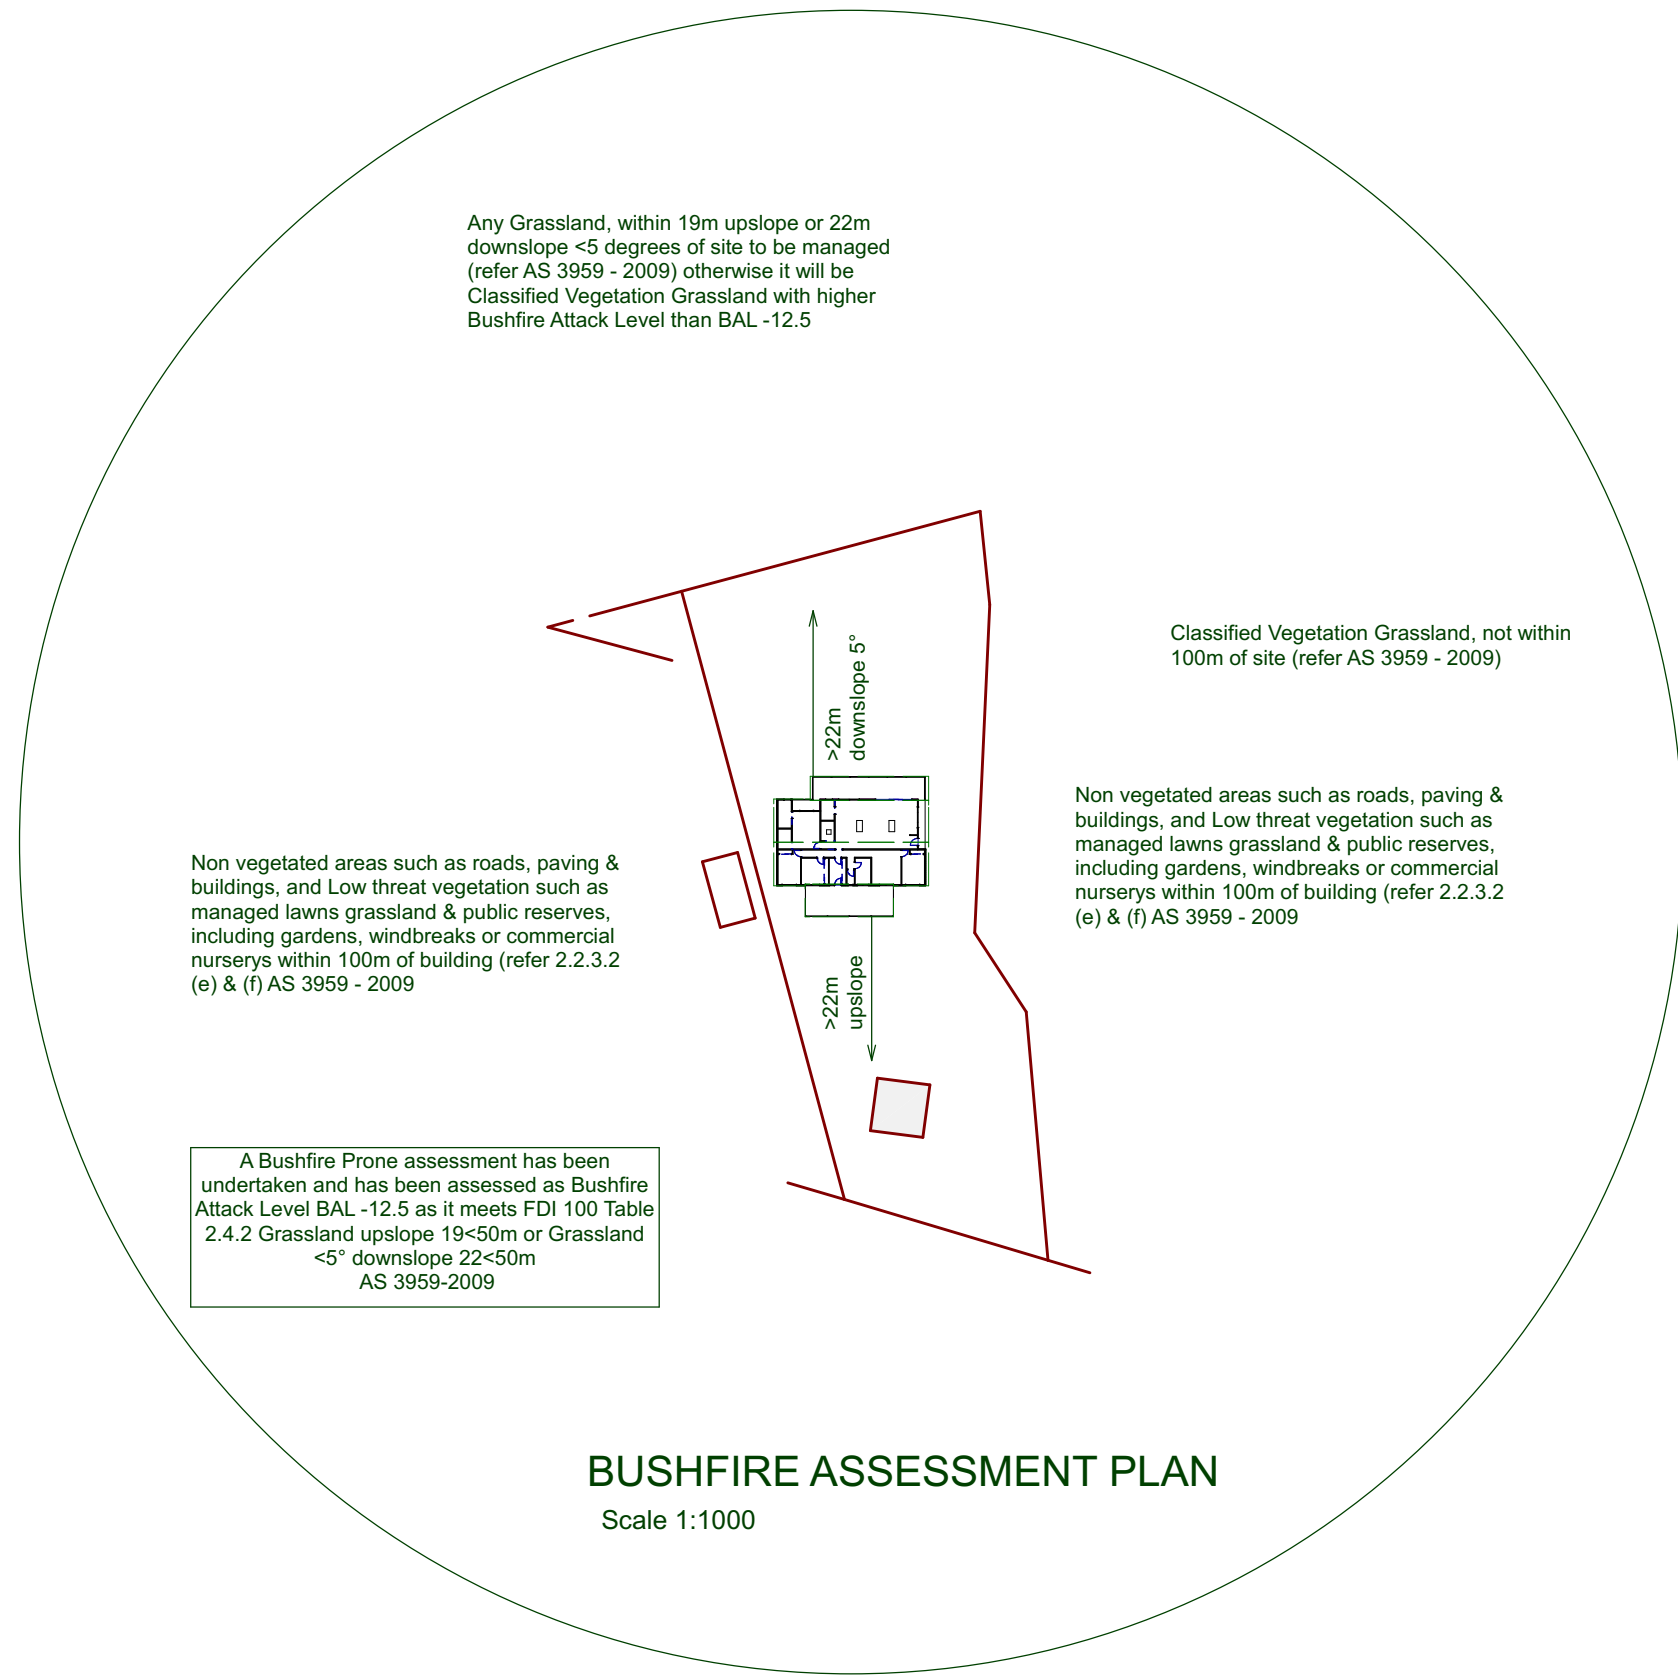 Any Grassland, within 19m upslope or 22m
downslope <5 degrees of site to be managed
(refer AS 3959 - 2009) otherwise it will be
Classified Vegetation Grassland with higher
Bushfire Attack Level than BAL -12.5
Classified Vegetation Grassland, not within
100m of site (refer AS 3959 - 2009)
>22m
downslope 5°
Non vegetated areas such as roads, paving &
buildings, and Low threat vegetation such as
managed lawns grassland & public reserves,
including gardens, windbreaks or commercial
nurserys within 100m of building (refer 2.2.3.2
(e) & (f) AS 3959 - 2009
Non vegetated areas such as roads, paving &
buildings, and Low threat vegetation such as
managed lawns grassland & public reserves,
including gardens, windbreaks or commercial
nurserys within 100m of building (refer 2.2.3.2
(e) & (f) AS 3959 - 2009
>22m
upslope
A Bushfire Prone assessment has been
undertaken and has been assessed as Bushfire
Attack Level BAL -12.5 as it meets FDI 100 Table
2.4.2 Grassland upslope 19<50m or Grassland
<5° downslope 22<50m
AS 3959-2009
BUSHFIRE ASSESSMENT PLAN
Scale 1:1000